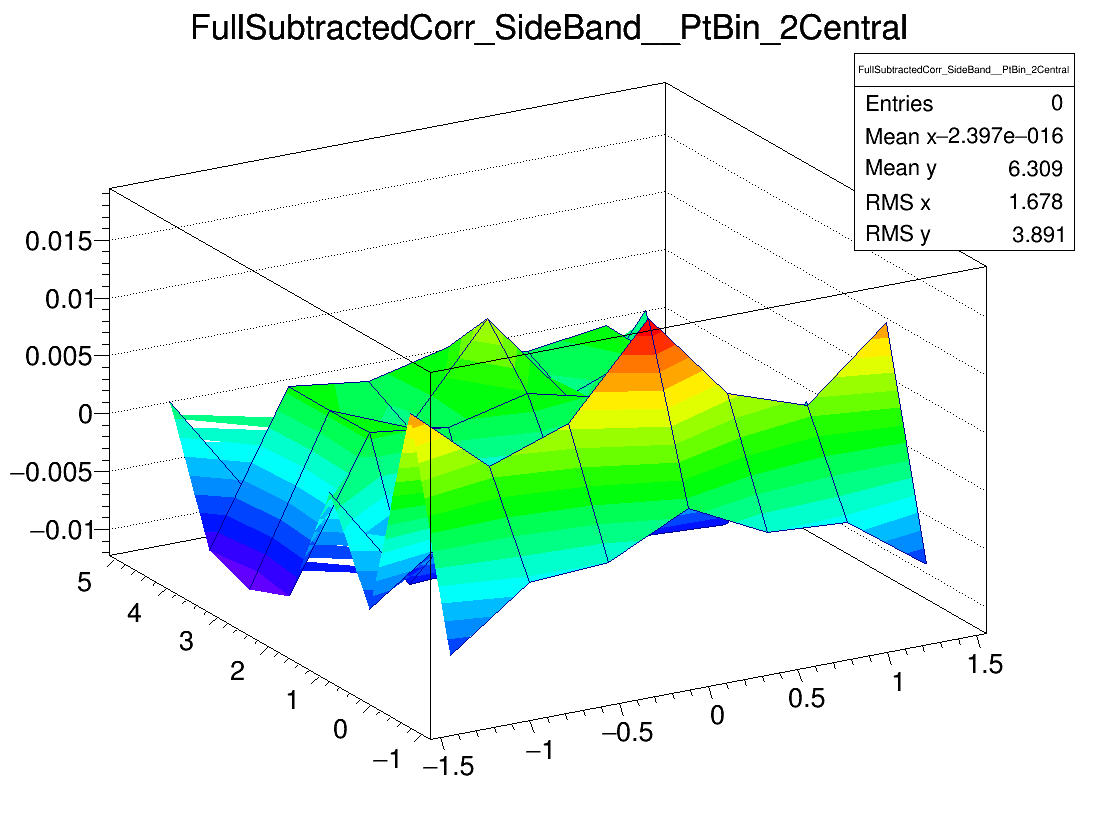 FullSubtractedCorr_SideBand__PtBin_2Central
FullSubtractedCorr_SideBand__PtBin_2Central
Entries 0
Mean x−2.397e−016
Mean y 6.309
RMS x 1.678
RMS y 3.891
0.015
0.01
0.005
0
−0.005
−0.01
5
4
3
2
1
0
−1
−1.5
−1
−0.5
0
0.5
1
1.5